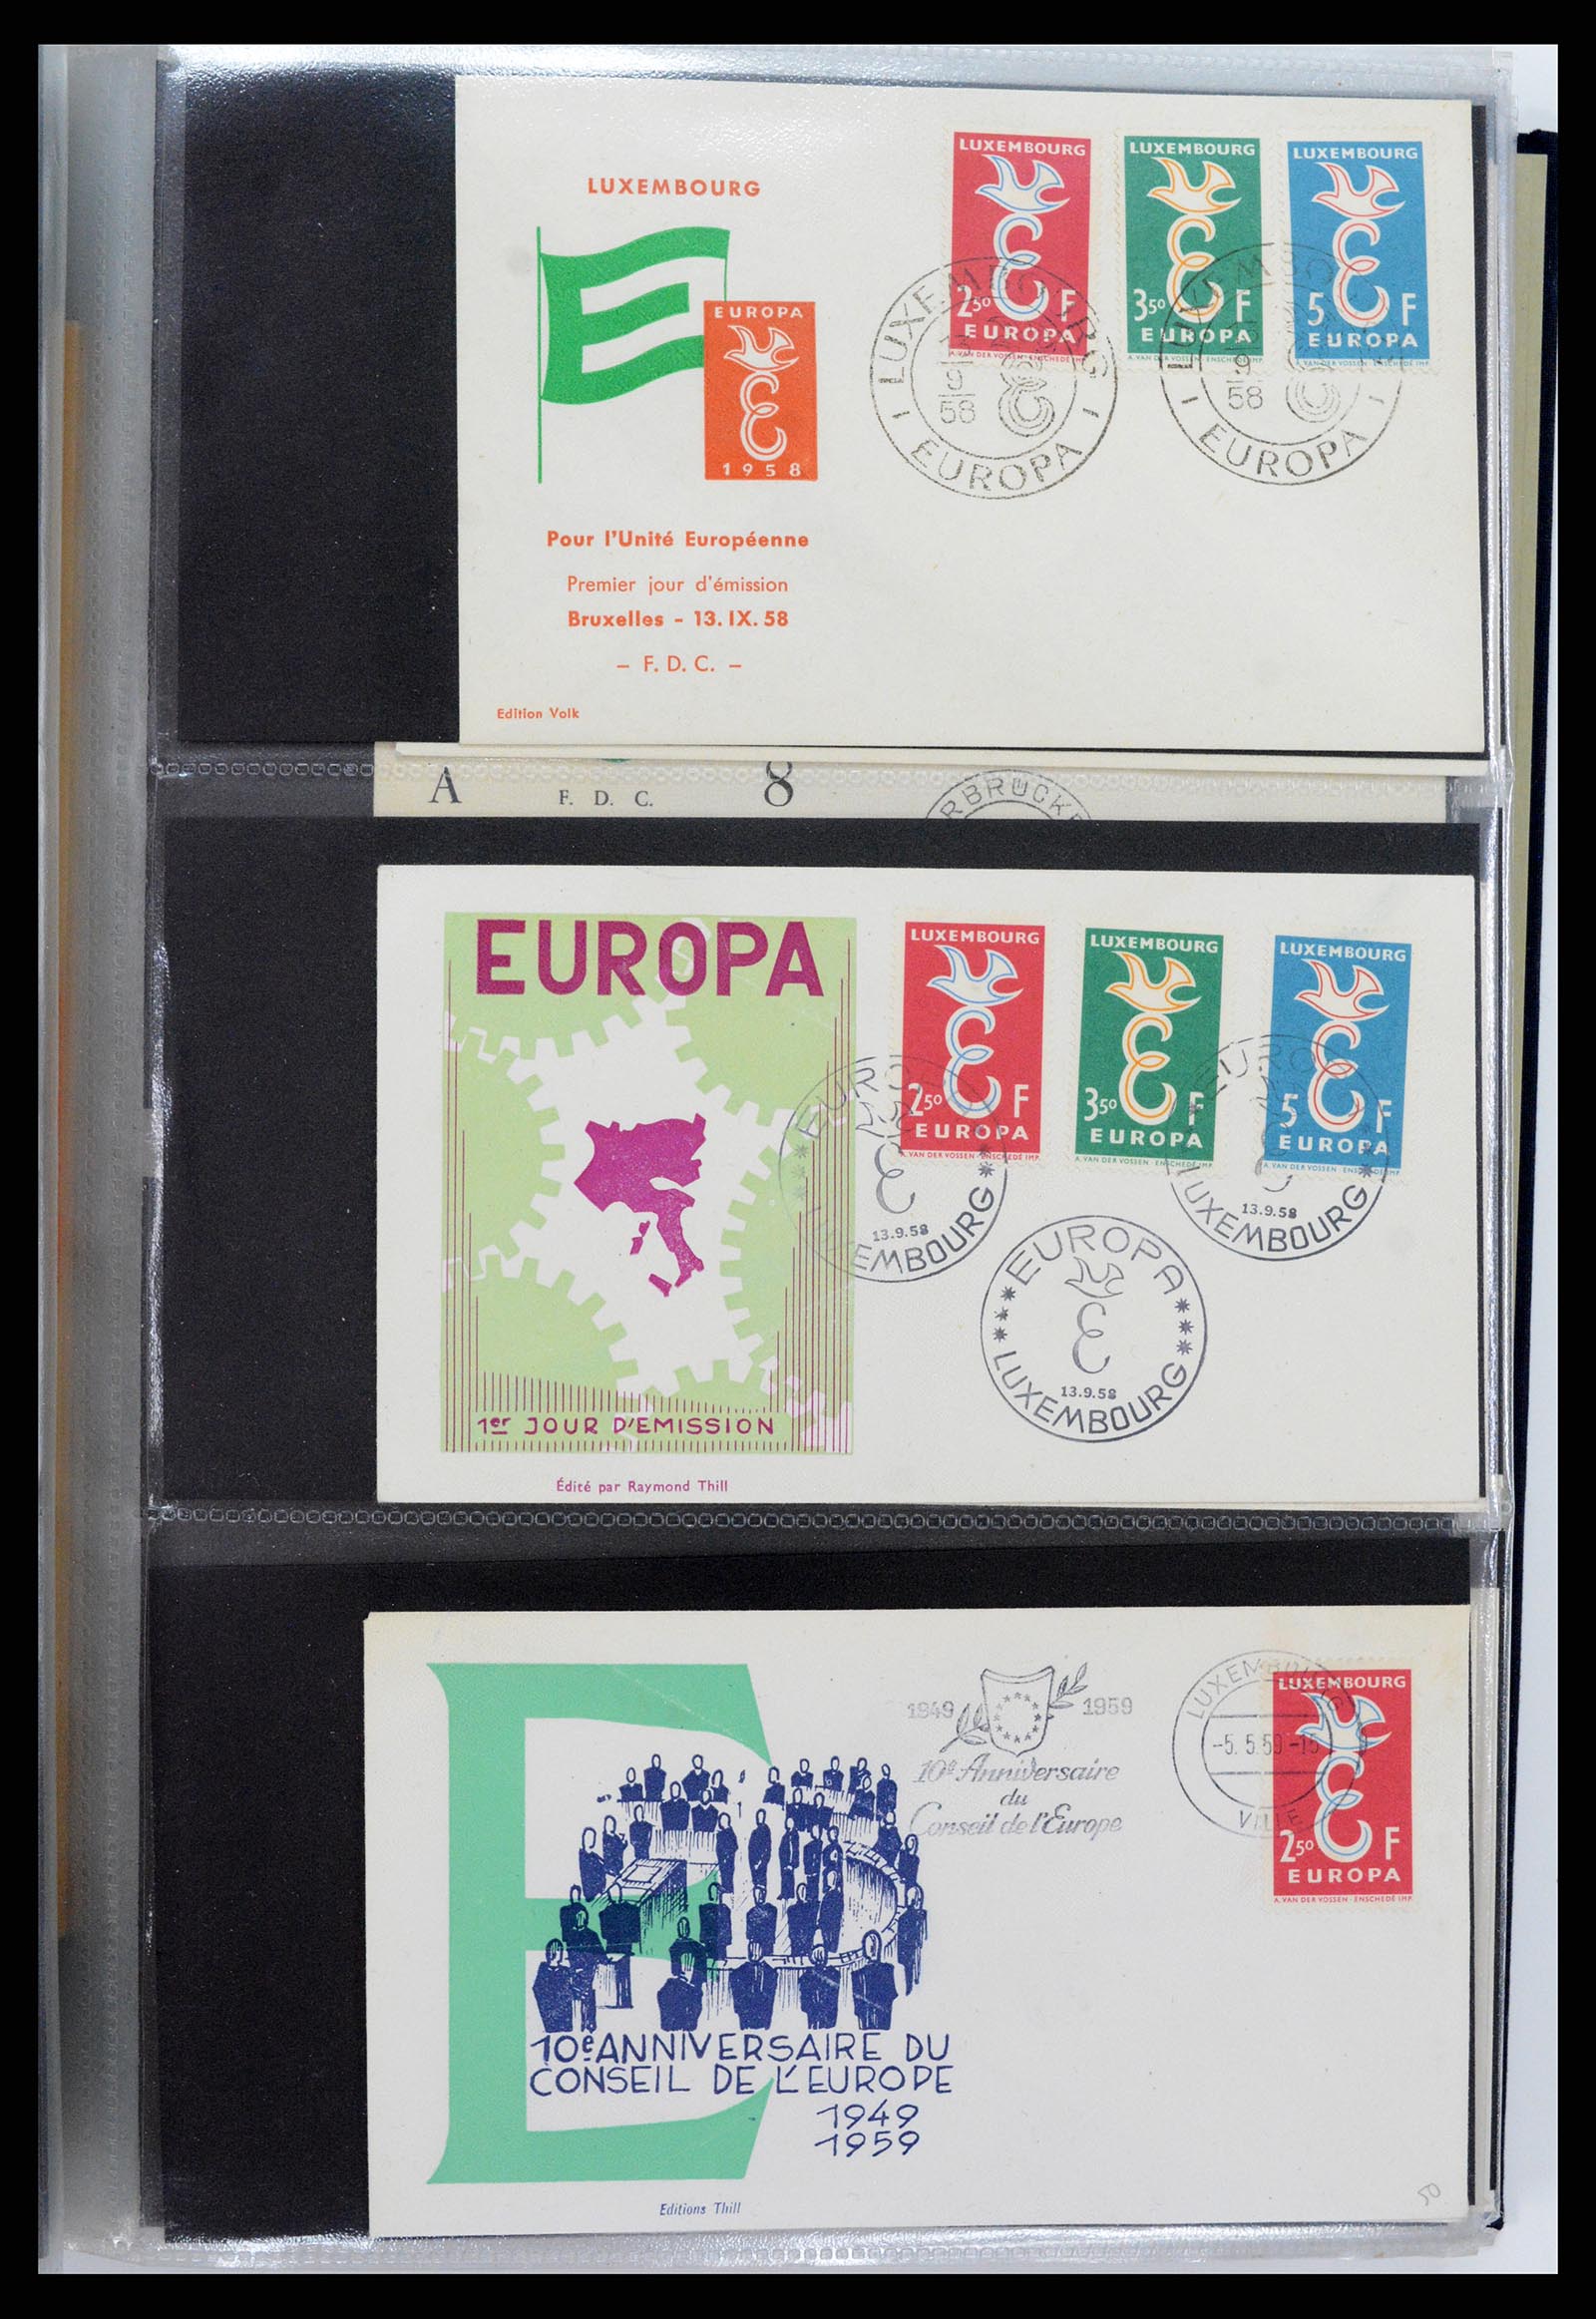 LUXEMBOURG
EUROPA
1958
Pour l'Unité Européenne
Premier jour d'émission
Bruxelles - 13. IX. 58
- F. D. C. -
Edition Volk
LUXEMBOURG
2 50 F
EUROPA
A. VAN DER VOSSEN - ENSCHEDÉ IMP.
LUXEMBOURG
3 50 F
EUROPA
A. VAN DER VOSSEN - ENSCHEDÉ IMP.
LUXEMBOURG
5 F
EUROPA
VAN DER VOSSEN - ENSCHEDÉ IMP.
LUXEMBOURG
9
58
EUROPA
9
58
EUROPA
A F. D. C. 8
RBRÜCK
EUROPA
1er JOUR D'EMISSION
Édité par Raymond Thill
LUXEMBOURG
2 50 F
EUROPA
A. VAN DER VOSSEN - ENSCHEDÉ IMP.
LUXEMBOURG
3 50 F
EUROPA
A. VAN DER VOSSEN - ENSCHEDÉ IMP.
LUXEMBOURG
5 F
EUROPA
A. VAN DER VOSSEN - ENSCHEDÉ IMP.
EURO
13.9.58
EMBOURG
EUROPA
13.9.58
LUXEMBOURG
EURO
13.9.58
LUXEMBOURG
1949 1959
10e Anniversaire
du
Conseil de l'Europe
LUXEMBOURG
-5. 5. 59 -15
VILLE
LUXEMBOURG
2 50 F
EUROPA
A. VAN DER VOSSEN - ENSCHEDÉ IMP.
10e ANNIVERSAIRE DU
CONSEIL DE L'EUROPE
1949
1959
Editions Thill
50